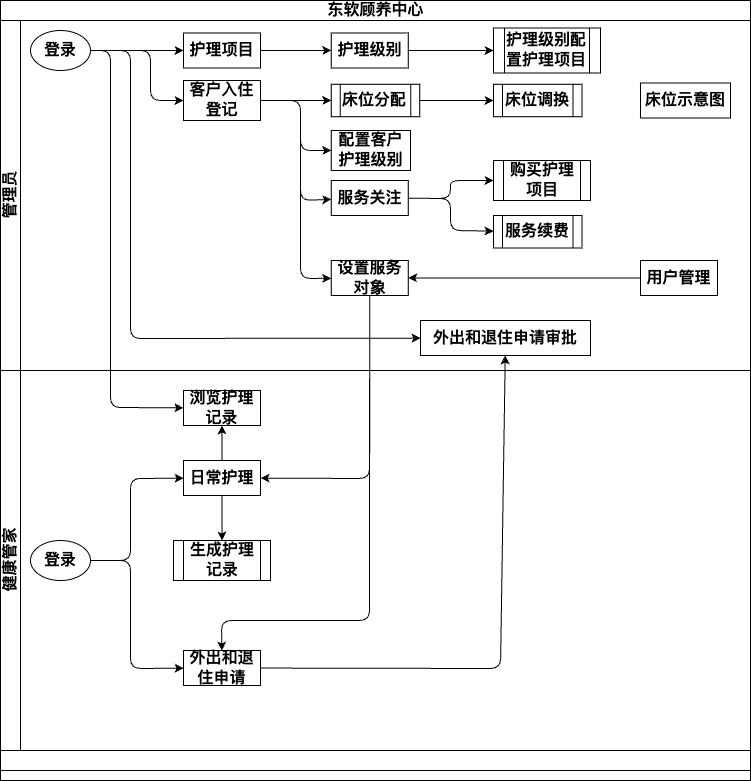 东软颐养中心
管理员
登录
护理项目
护理级别
护理级别配
置护理项目
客户入住
登记
床位分配
床位调换
床位示意图
配置客户
护理级别
服务关注
购买护理
项目
服务续费
设置服务
对象
用户管理
外出和退住申请审批
健康管家
浏览护理
记录
日常护理
登录
生成护理
记录
外出和退
住申请